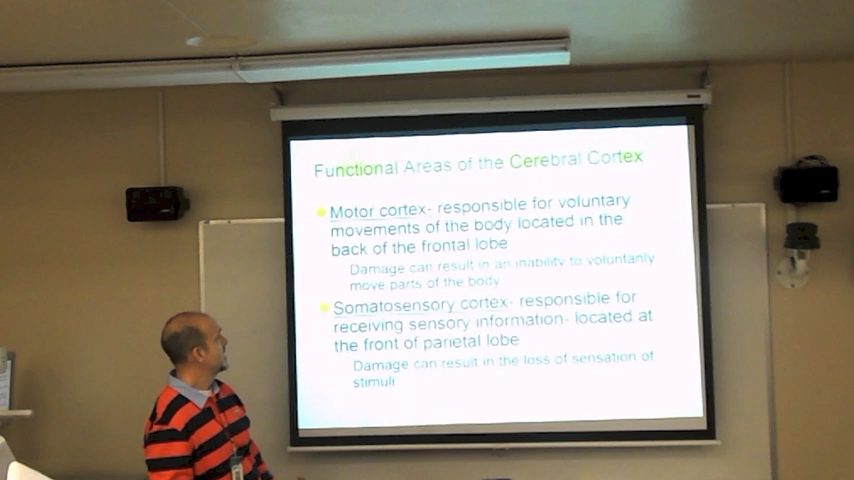 Functional Areas of the Cerebral Cortex
Motor cortex- responsible for voluntary
movements of the body located in the
back of the frontal lobe
Damage can result in an inability to voluntarily
move parts of the body
Somatosensory cortex- responsible for
receiving sensory information- located at
the front of parietal lobe
Damage can result in the loss of sensation of
stimuli